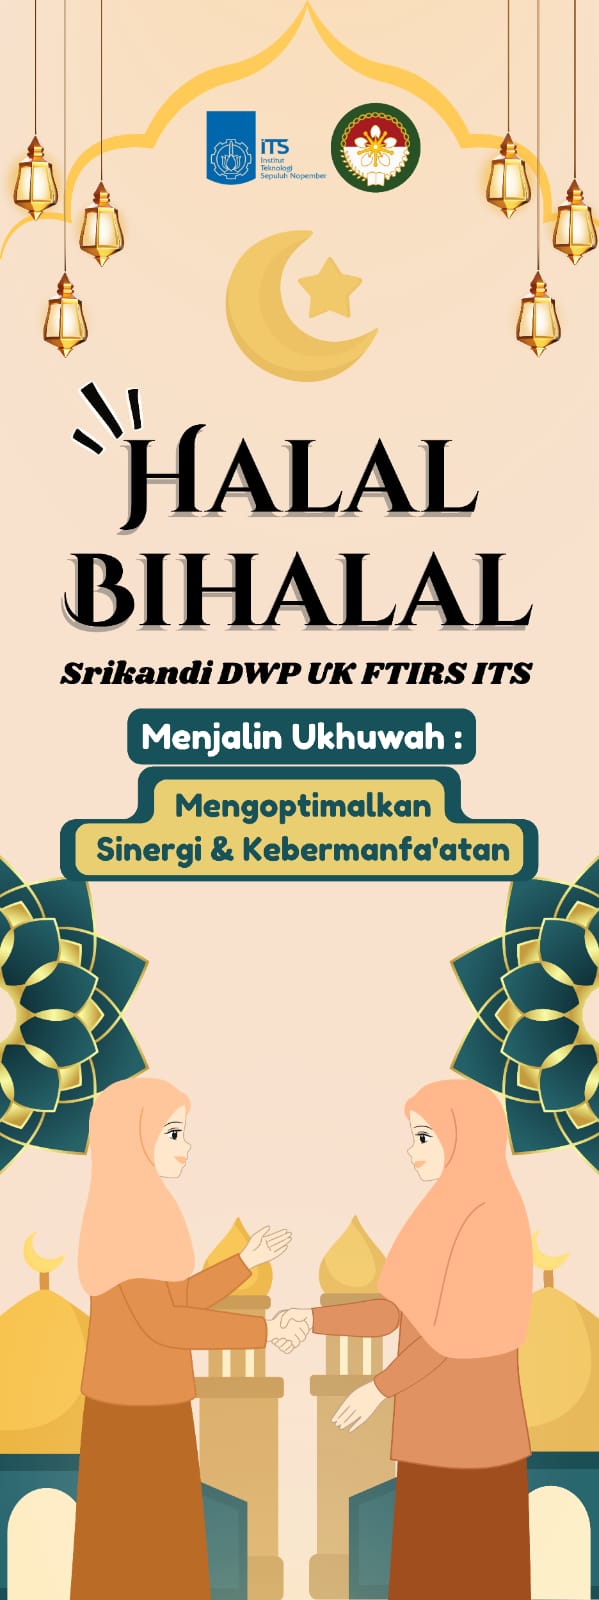 iTS
Institut
Teknologi
Sepuluh Nopember
HALAL
BIHALAL
Srikandi DWP UK FTIRS ITS
Menjalin Ukhuwah :
Mengoptimalkan
Sinergi & Kebermanfa'atan